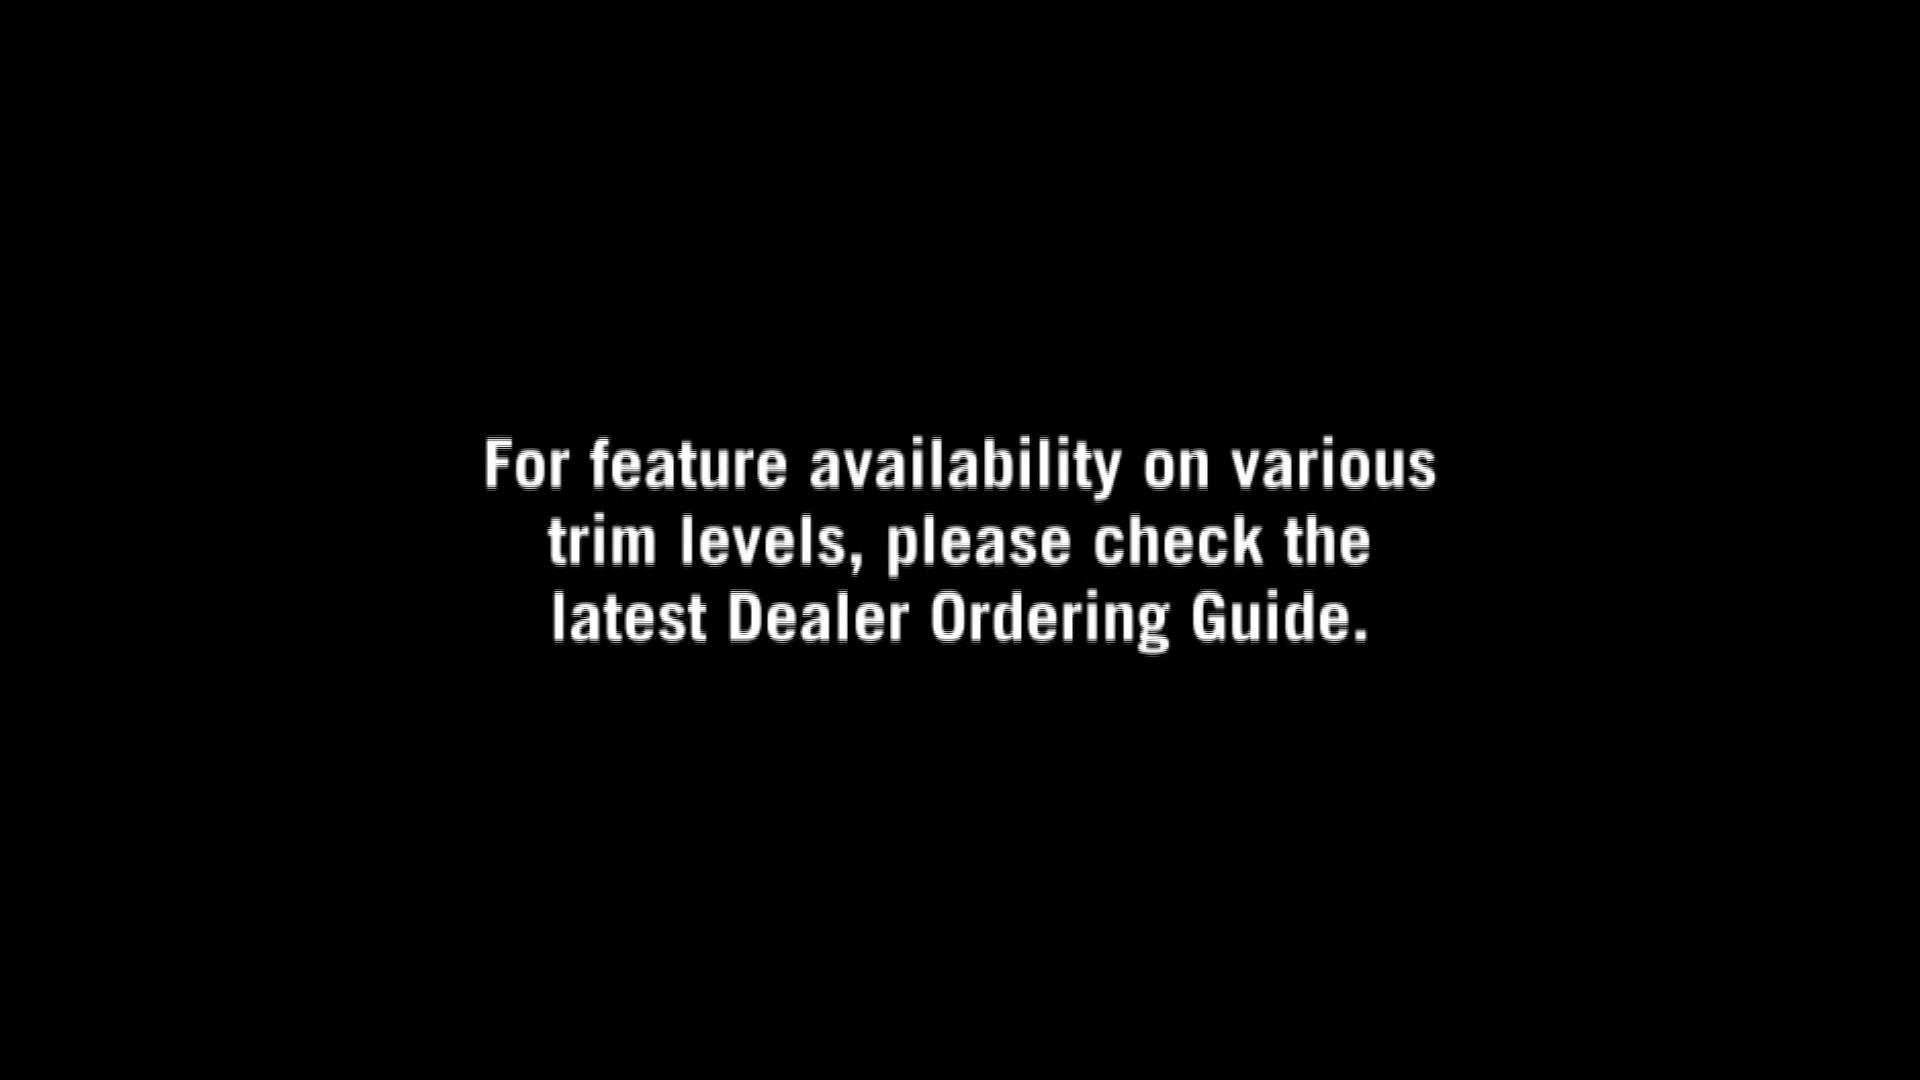 For feature availability on various
trim levels, please check the
latest Dealer Ordering Guide.